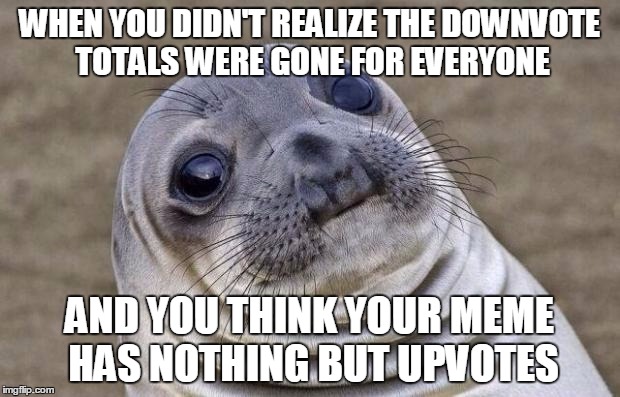 WHEN YOU DIDN'T REALIZE THE DOWNVOTE
TOTALS WERE GONE FOR EVERYONE
AND YOU THINK YOUR MEME
HAS NOTHING BUT UPVOTES
imgflip.com